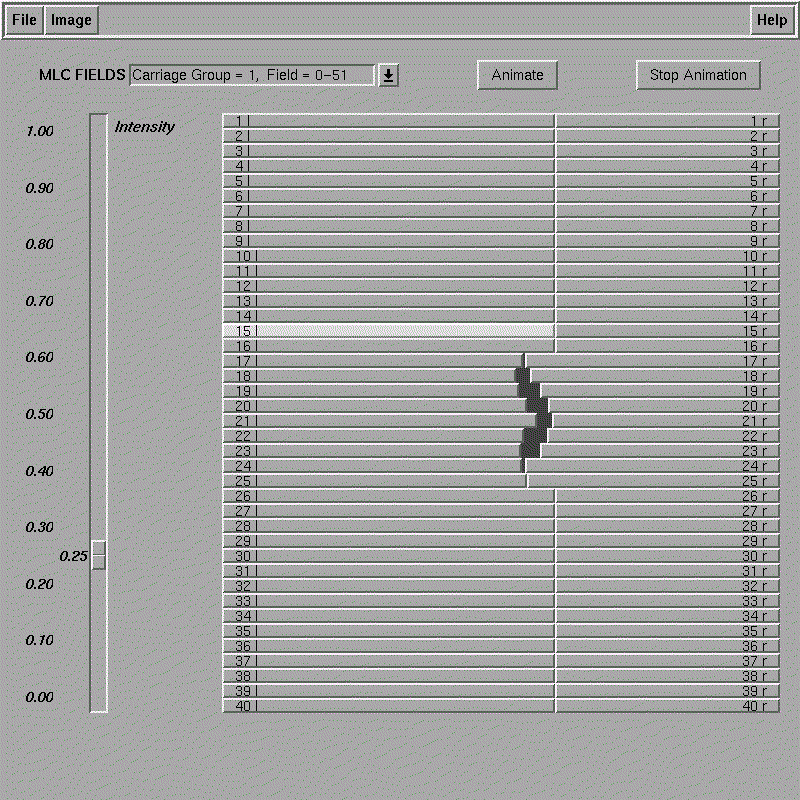 File Image Help
MLC FIELDS Carriage Group = 1, Field = 0-51 Animate Stop Animation
Intensity
1.00
0.90
0.80
0.70
0.60
0.50
0.40
0.30
0.25
0.20
0.10
0.00
1 l 1 r
2 l 2 r
3 l 3 r
4 l 4 r
5 l 5 r
6 l 6 r
7 l 7 r
8 l 8 r
9 l 9 r
10 l 10 r
11 l 11 r
12 l 12 r
13 l 13 r
14 l 14 r
15 l 15 r
16 l 16 r
17 l 17 r
18 l 18 r
19 l 19 r
20 l 20 r
21 l 21 r
22 l 22 r
23 l 23 r
24 l 24 r
25 l 25 r
26 l 26 r
27 l 27 r
28 l 28 r
29 l 29 r
30 l 30 r
31 l 31 r
32 l 32 r
33 l 33 r
34 l 34 r
35 l 35 r
36 l 36 r
37 l 37 r
38 l 38 r
39 l 39 r
40 l 40 r